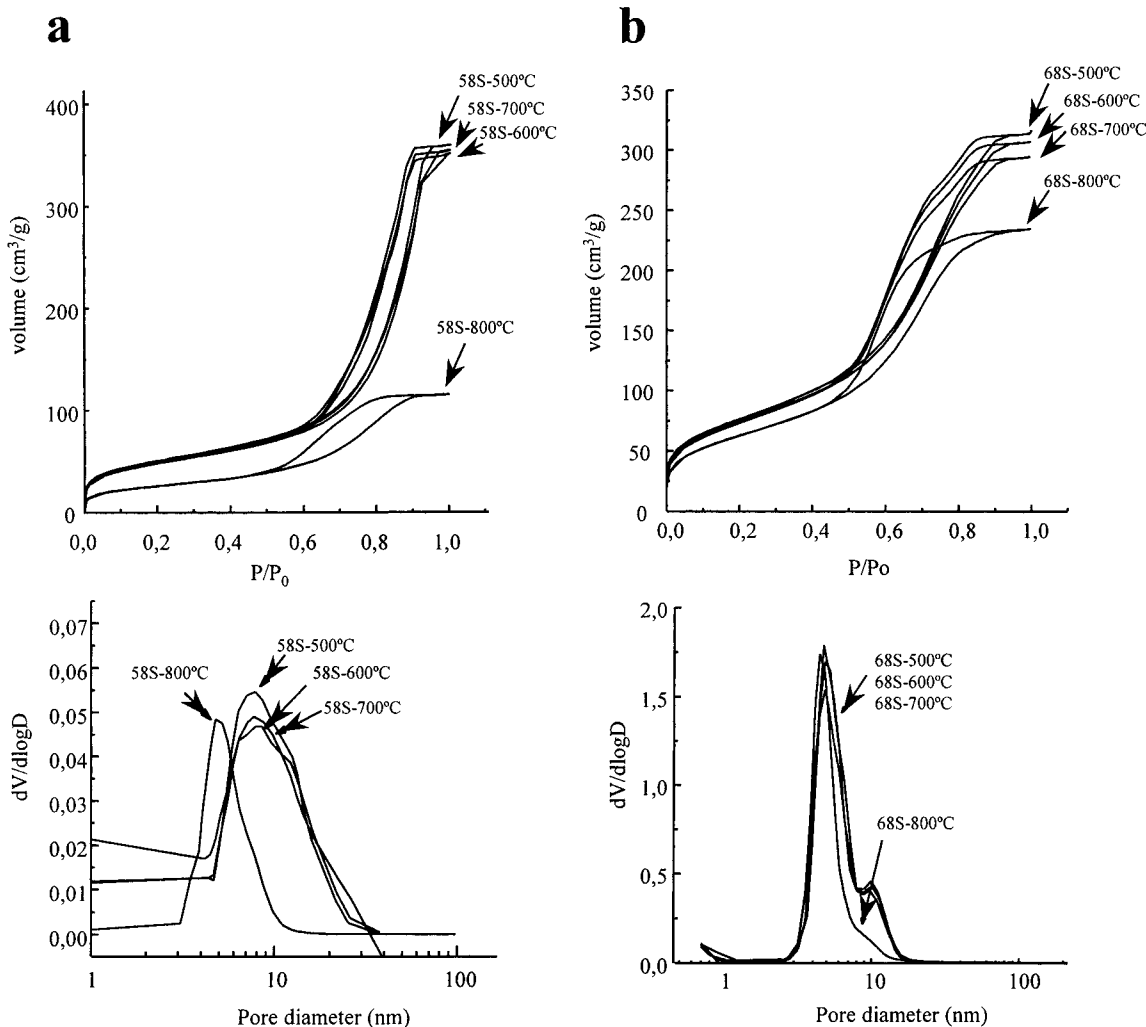 a
58S-500ºC
58S-700ºC
58S-600ºC
58S-800ºC
volume (cm³/g)
400
300
200
100
0
0,0 0,2 0,4 0,6 0,8 1,0
P/P₀
b
68S-500ºC
68S-600ºC
68S-700ºC
68S-800ºC
volume (cm³/g)
350
300
250
200
150
100
50
0
0,0 0,2 0,4 0,6 0,8 1,0
P/Po
58S-500ºC
58S-800ºC
58S-600ºC
58S-700ºC
dV/dlogD
0,07
0,06
0,05
0,04
0,03
0,02
0,01
0,00
1 10 100
Pore diameter (nm)
68S-500ºC
68S-600ºC
68S-700ºC
68S-800ºC
dV/dlogD
2,0
1,5
1,0
0,5
0,0
1 10 100
Pore diameter (nm)